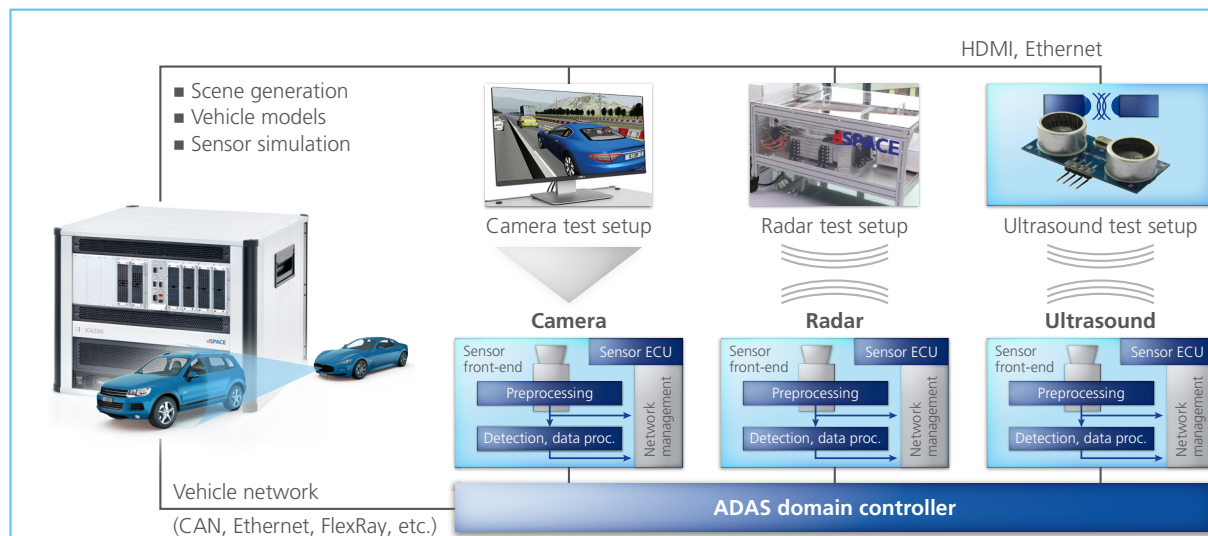 HDMI, Ethernet
■ Scene generation
■ Vehicle models
■ Sensor simulation
dSPACE
Camera test setup
Radar test setup
Ultrasound test setup
SCALEXIO
dSPACE
Camera
Radar
Ultrasound
Sensor
front-end
Sensor ECU
Preprocessing
Detection, data proc.
Network
management
Sensor
front-end
Sensor ECU
Preprocessing
Detection, data proc.
Network
management
Sensor
front-end
Sensor ECU
Preprocessing
Detection, data proc.
Network
management
Vehicle network
(CAN, Ethernet, FlexRay, etc.)
ADAS domain controller